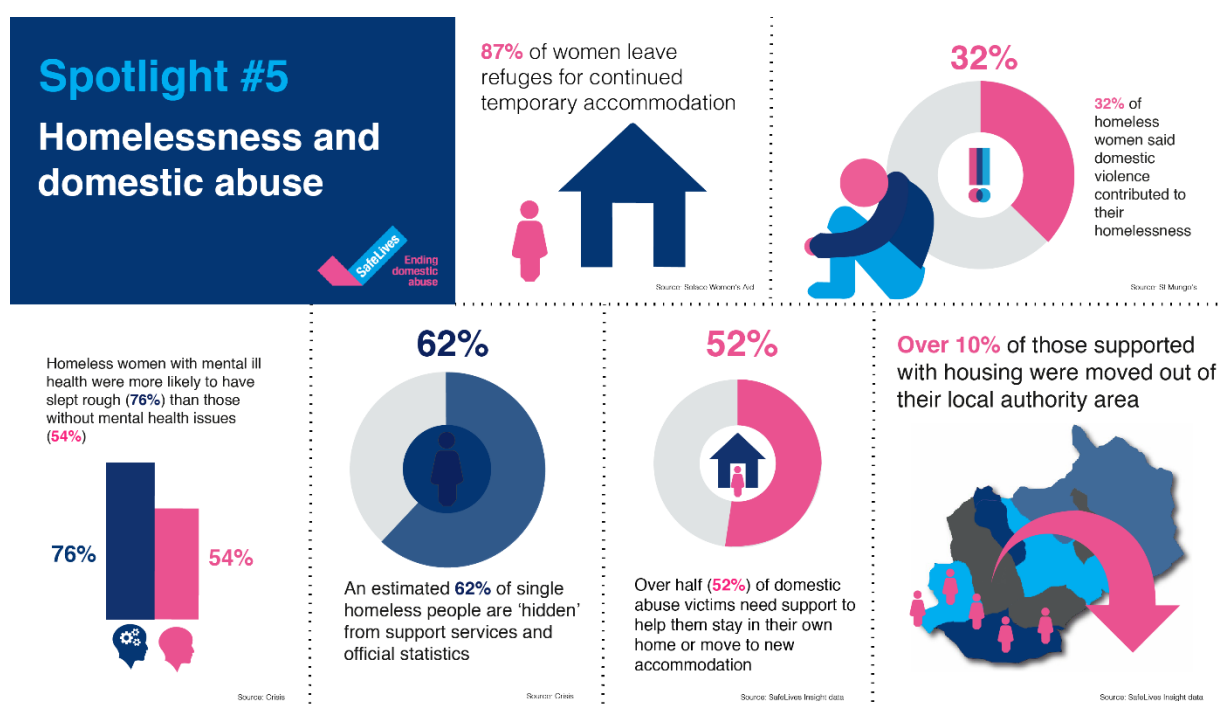 Spotlight #5
Homelessness and
domestic abuse
SafeLives
Ending
domestic
abuse
87% of women leave
refuges for continued
temporary accommodation
Source: Solace Women's Aid
32%
32% of
homeless
women said
domestic
violence
contributed to
their
homelessness
Source: St Mungo's
Homeless women with mental ill
health were more likely to have
slept rough (76%) than those
without mental health issues
(54%)
76%
54%
Source: Crisis
62%
An estimated 62% of single
homeless people are ‘hidden’
from support services and
official statistics
Source: Crisis
52%
Over half (52%) of domestic
abuse victims need support to
help them stay in their own
home or move to new
accommodation
Source: SafeLives Insight data
Over 10% of those supported
with housing were moved out of
their local authority area
Source: SafeLives Insight data